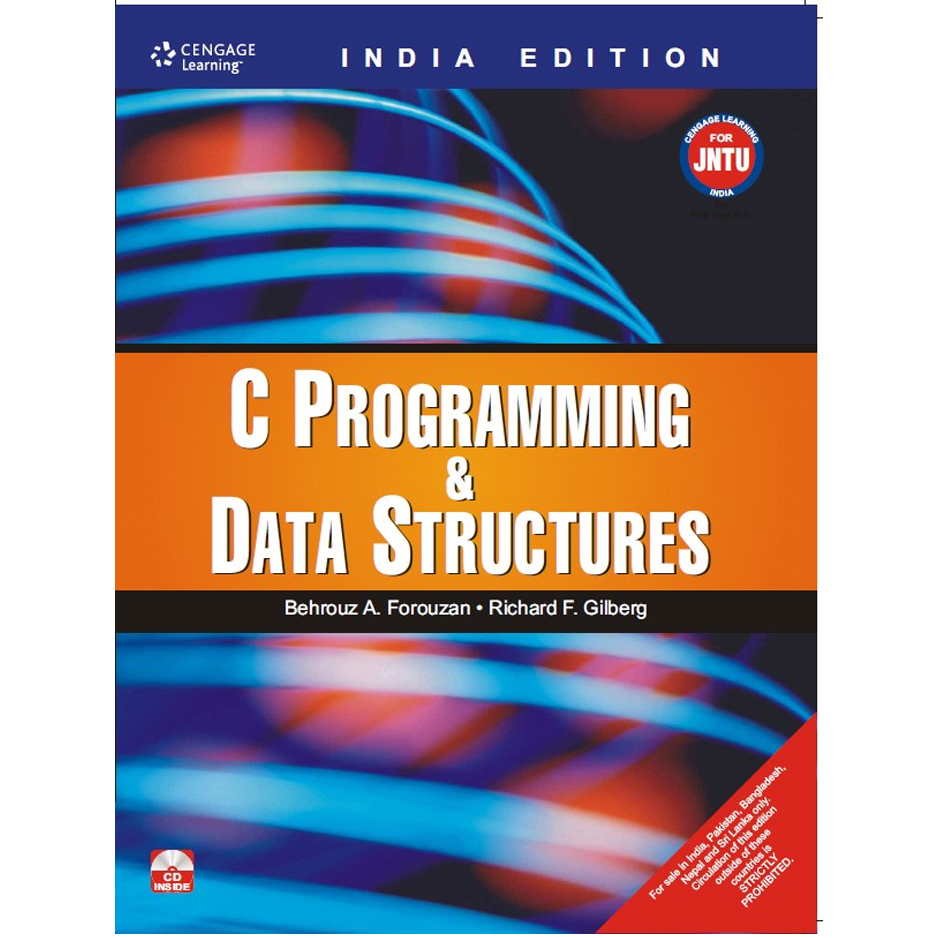 CENGAGE
Learning™
INDIA EDITION
CENGAGE LEARNING
FOR
JNTU
INDIA
C PROGRAMMING
&
DATA STRUCTURES
Behrouz A. Forouzan • Richard F. Gilberg
For sale in India, Pakistan, Bangladesh,
Nepal and Sri Lanka only.
Circulation of this edition
outside of these
countries is
STRICTLY
PROHIBITED.
CD
INSIDE